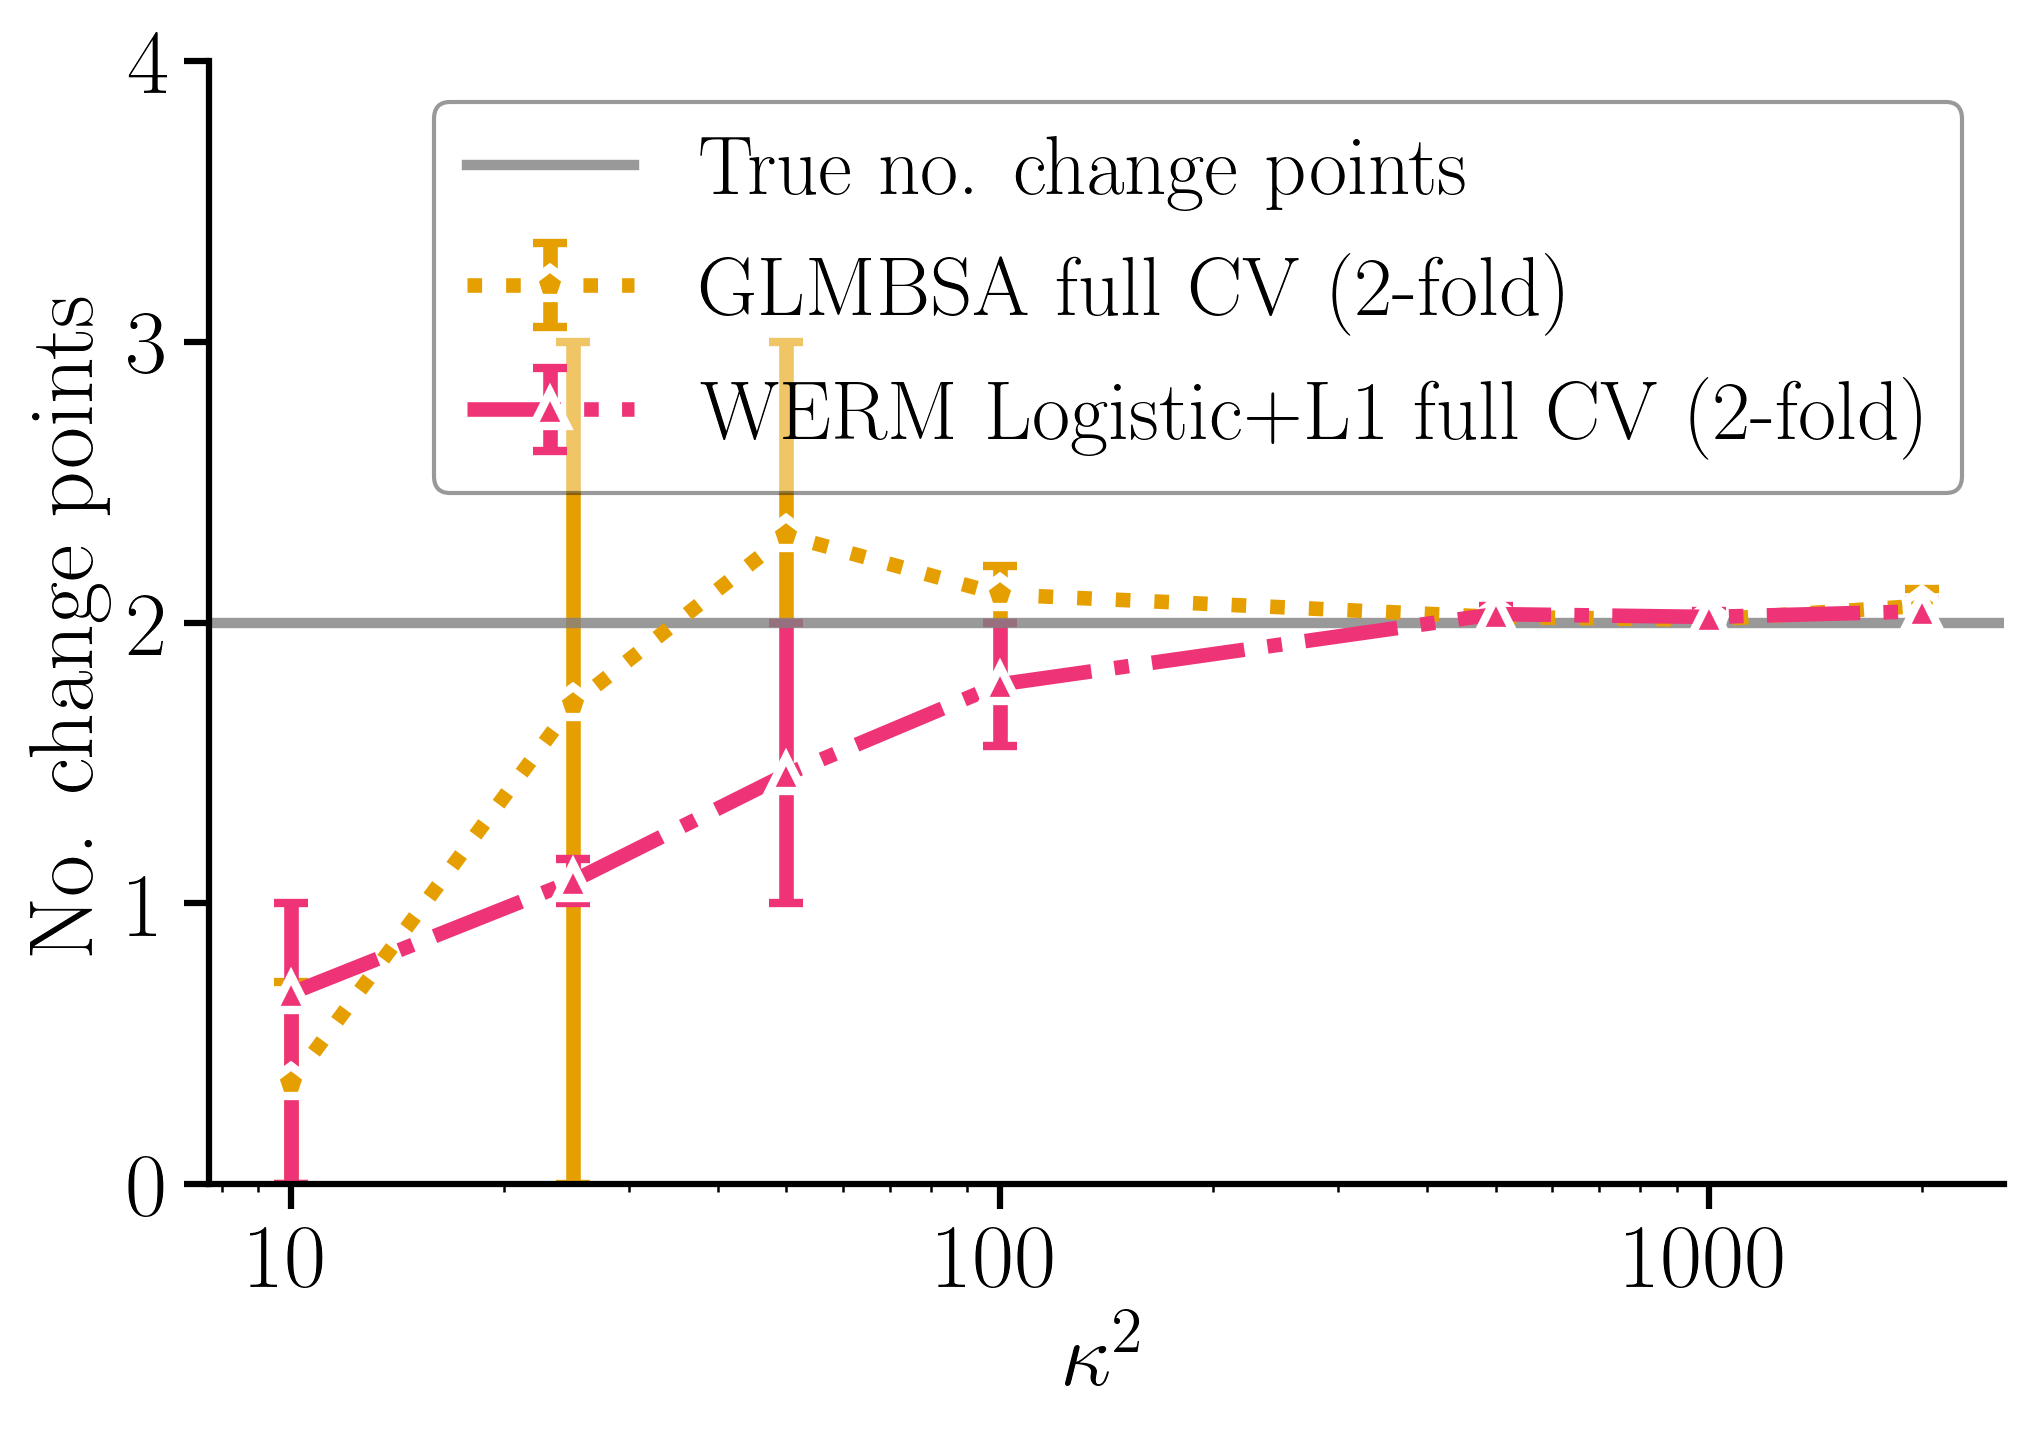 4
3
2
1
0
No. change points
True no. change points
GLMBSA full CV (2-fold)
WERM Logistic+L1 full CV (2-fold)
10 100 1000
κ²